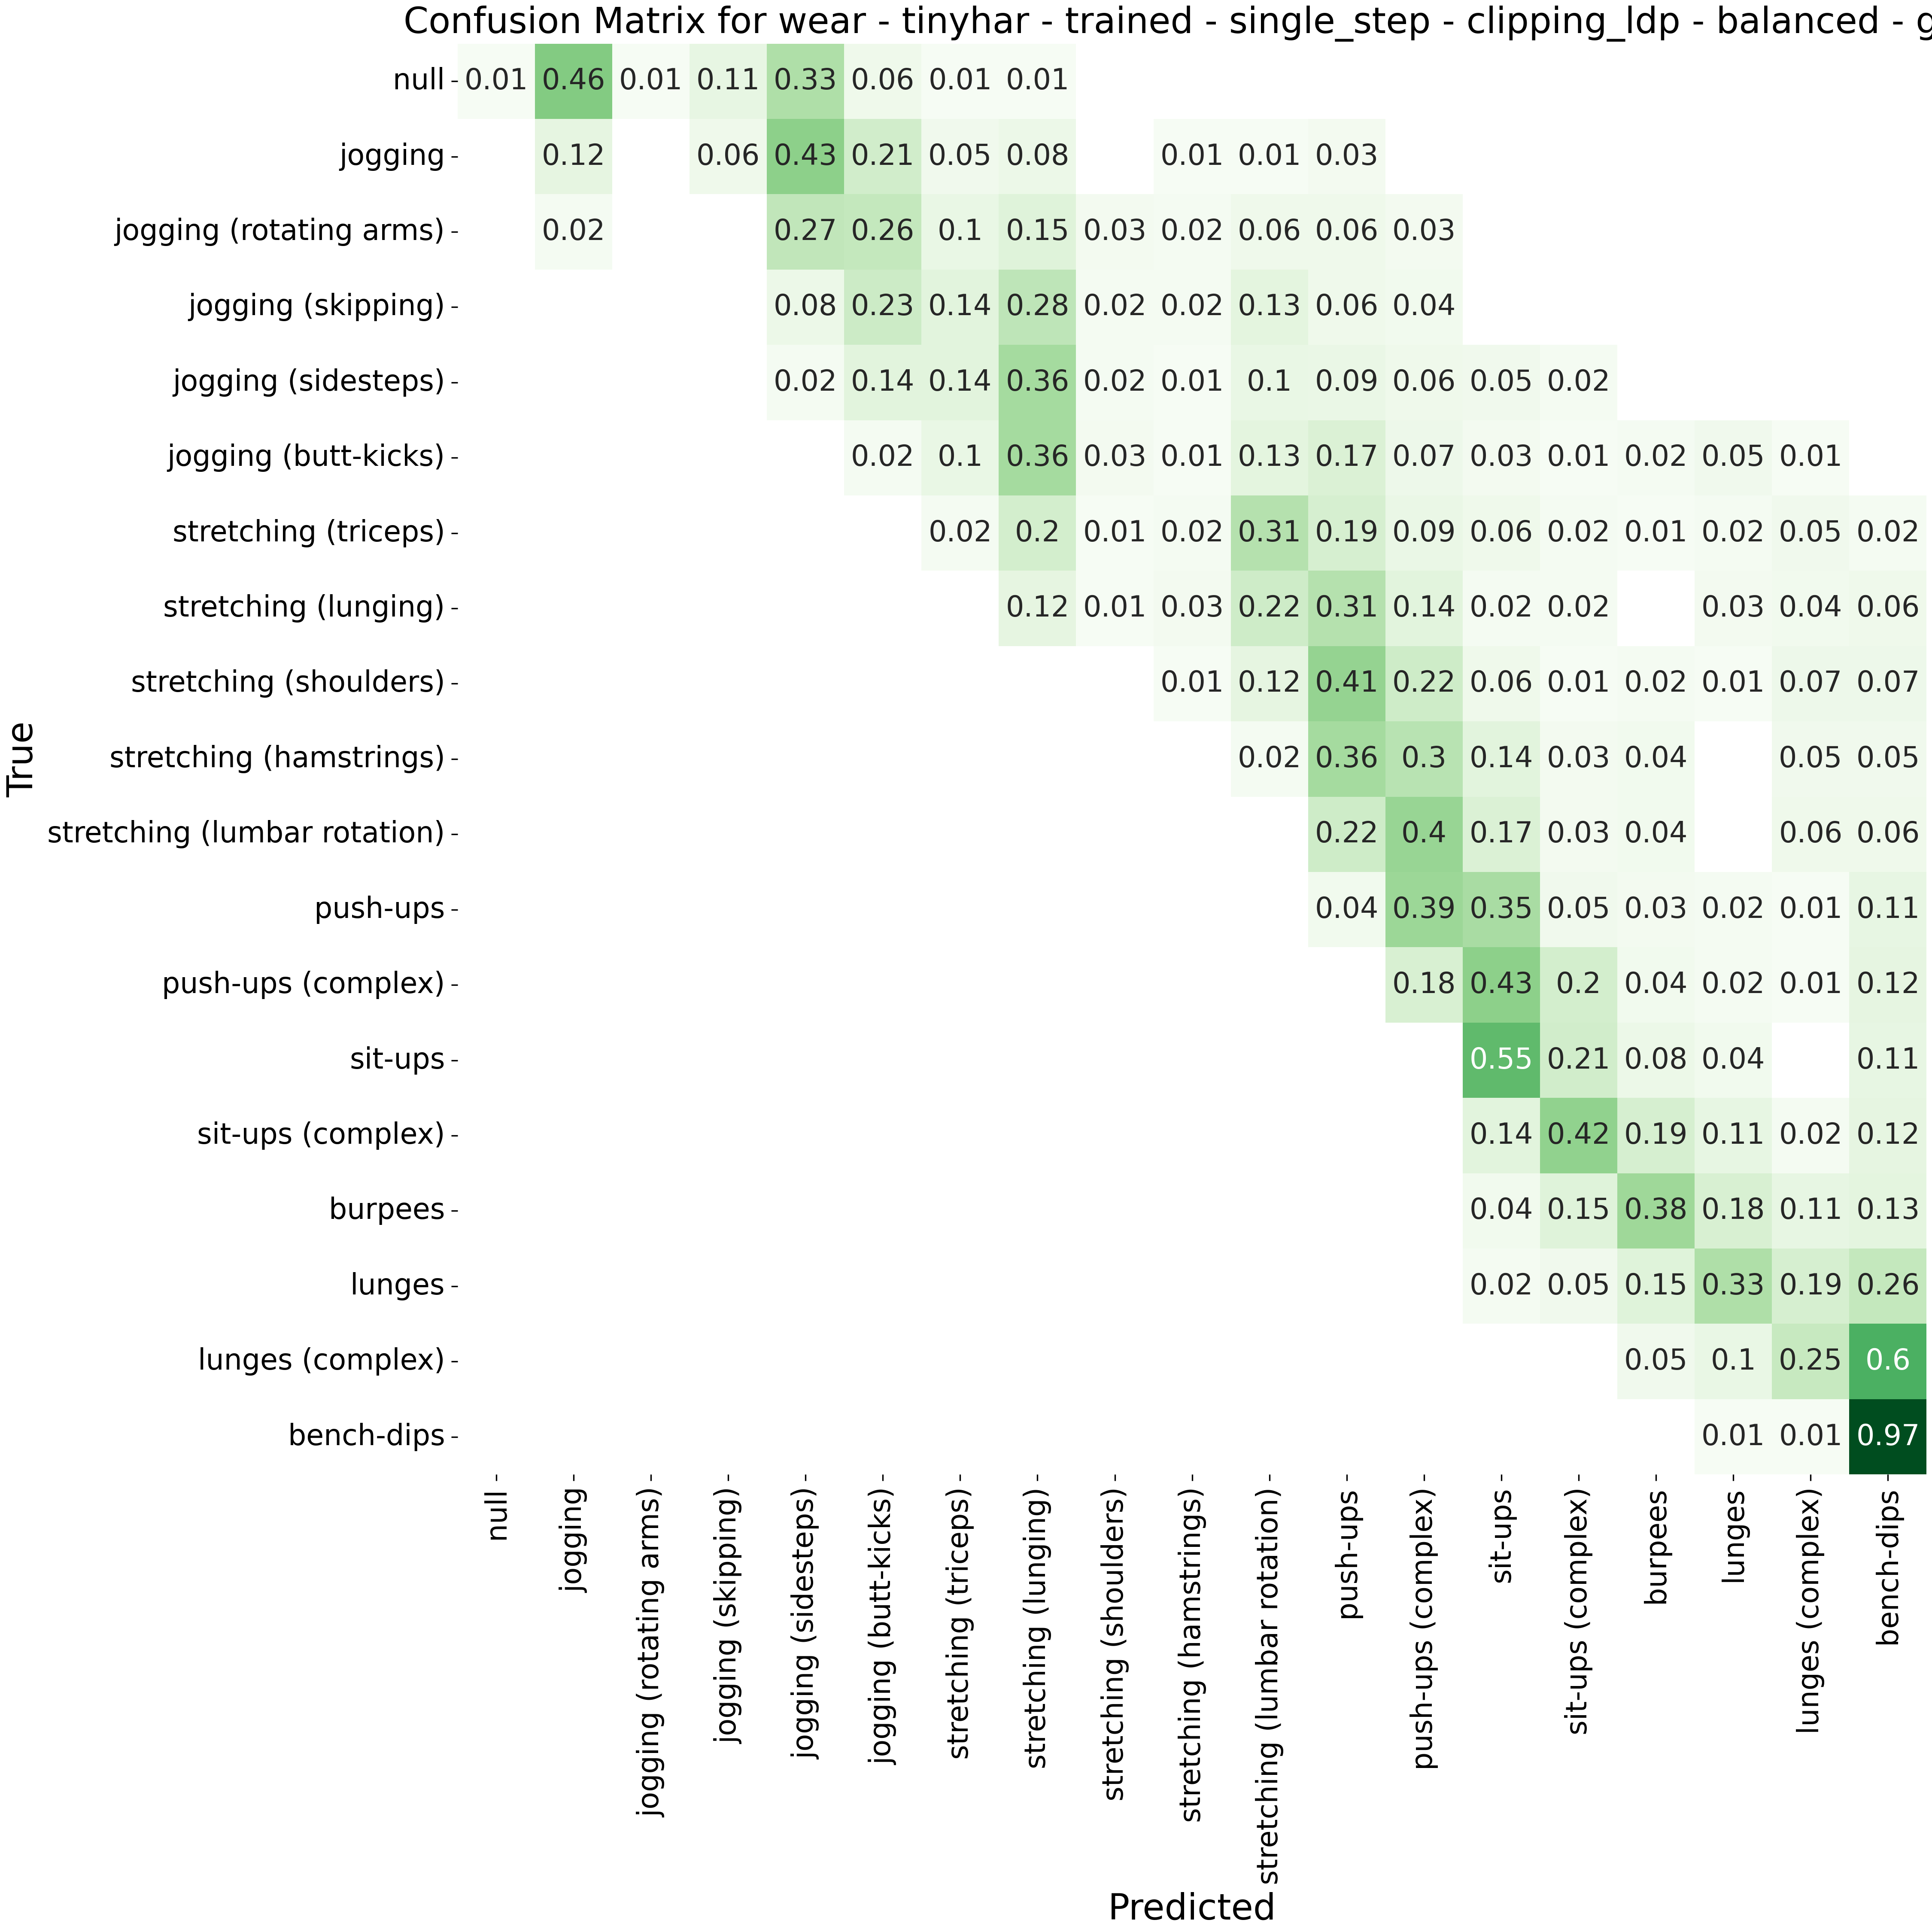 Confusion Matrix for wear - tinyhar - trained - single_step - clipping_ldp - balanced - g
null 0.01 0.46 0.01 0.11 0.33 0.06 0.01 0.01
jogging 0.12 0.06 0.43 0.21 0.05 0.08 0.01 0.01 0.03
jogging (rotating arms) 0.02 0.27 0.26 0.1 0.15 0.03 0.02 0.06 0.06 0.03
jogging (skipping) 0.08 0.23 0.14 0.28 0.02 0.02 0.13 0.06 0.04
jogging (sidesteps) 0.02 0.14 0.14 0.36 0.02 0.01 0.1 0.09 0.06 0.05 0.02
jogging (butt-kicks) 0.02 0.1 0.36 0.03 0.01 0.13 0.17 0.07 0.03 0.01 0.02 0.05 0.01
stretching (triceps) 0.02 0.2 0.01 0.02 0.31 0.19 0.09 0.06 0.02 0.01 0.02 0.05 0.02
stretching (lunging) 0.12 0.01 0.03 0.22 0.31 0.14 0.02 0.02 0.03 0.04 0.06
stretching (shoulders) 0.01 0.12 0.41 0.22 0.06 0.01 0.02 0.01 0.07 0.07
stretching (hamstrings) 0.02 0.36 0.3 0.14 0.03 0.04 0.05 0.05
stretching (lumbar rotation) 0.22 0.4 0.17 0.03 0.04 0.06 0.06
push-ups 0.04 0.39 0.35 0.05 0.03 0.02 0.01 0.11
push-ups (complex) 0.18 0.43 0.2 0.04 0.02 0.01 0.12
sit-ups 0.55 0.21 0.08 0.04 0.11
sit-ups (complex) 0.14 0.42 0.19 0.11 0.02 0.12
burpees 0.04 0.15 0.38 0.18 0.11 0.13
lunges 0.02 0.05 0.15 0.33 0.19 0.26
lunges (complex) 0.05 0.1 0.25 0.6
bench-dips 0.01 0.01 0.97
True
null
jogging
jogging (rotating arms)
jogging (skipping)
jogging (sidesteps)
jogging (butt-kicks)
stretching (triceps)
stretching (lunging)
stretching (shoulders)
stretching (hamstrings)
stretching (lumbar rotation)
push-ups
push-ups (complex)
sit-ups
sit-ups (complex)
burpees
lunges
lunges (complex)
bench-dips
Predicted